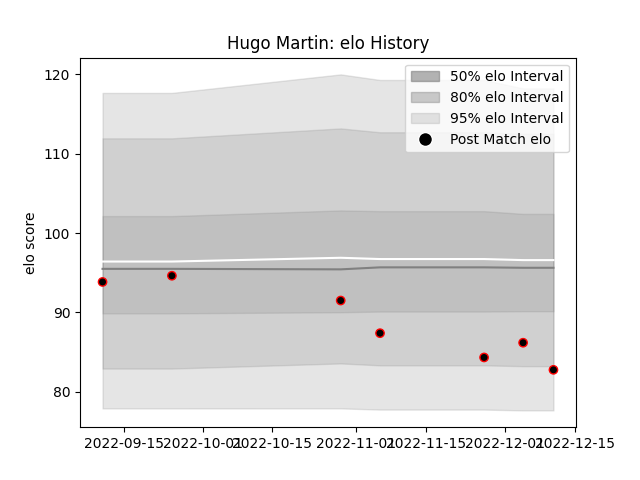 Hugo Martin: elo History
120
110
100
90
80
elo score
50% elo Interval
80% elo Interval
95% elo Interval
Post Match elo
2022-09-15
2022-10-01
2022-10-15
2022-11-01
2022-11-15
2022-12-01
2022-12-15